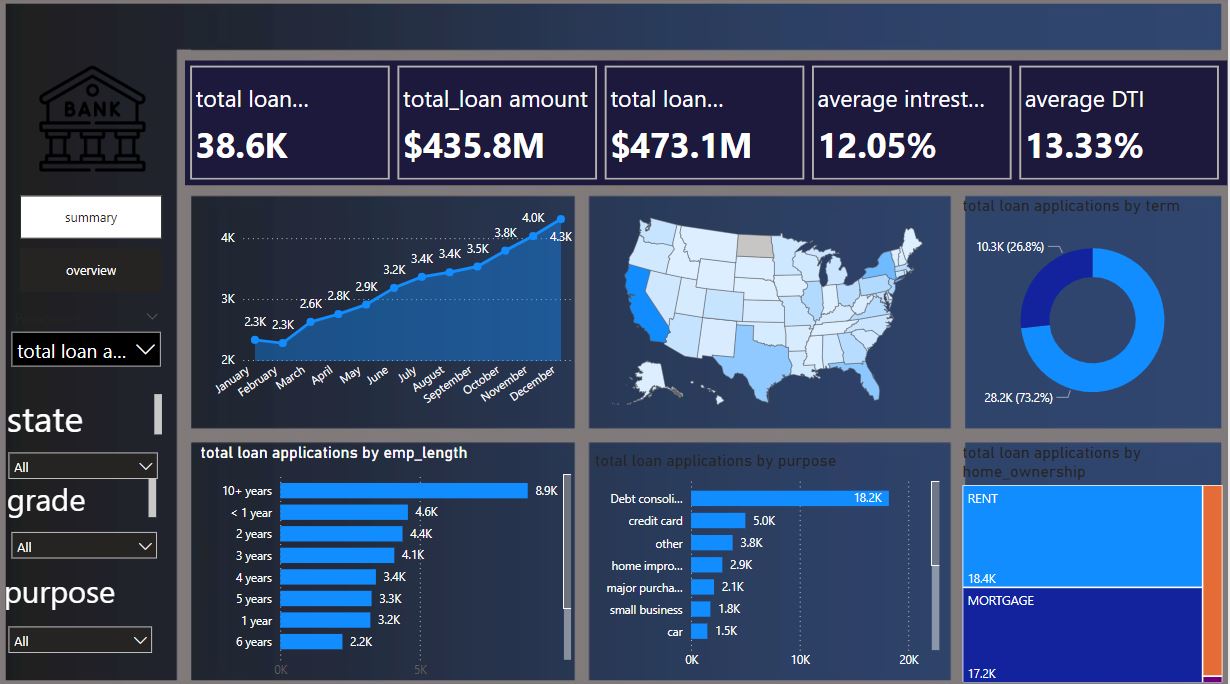 BANK
summary
overview
total loan a...
state
All
grade
All
purpose
All
total loan...
38.6K
total_loan amount
$435.8M
total loan...
$473.1M
average intrest...
12.05%
average DTI
13.33%
4K
3K
2K
2.3K
2.3K
2.6K
2.8K
2.9K
3.2K
3.4K
3.4K
3.5K
3.8K
4.0K
4.3K
January
February
March
April
May
June
July
August
September
October
November
December
total loan applications by term
10.3K (26.8%)
28.2K (73.2%)
total loan applications by emp_length
10+ years 8.9K
< 1 year 4.6K
2 years 4.4K
3 years 4.1K
4 years 3.4K
5 years 3.3K
1 year 3.2K
6 years 2.2K
0K 5K
total loan applications by purpose
Debt consoli... 18.2K
credit card 5.0K
other 3.8K
home impro... 2.9K
major purcha... 2.1K
small business 1.8K
car 1.5K
0K 10K 20K
total loan applications by
home_ownership
RENT
18.4K
MORTGAGE
17.2K